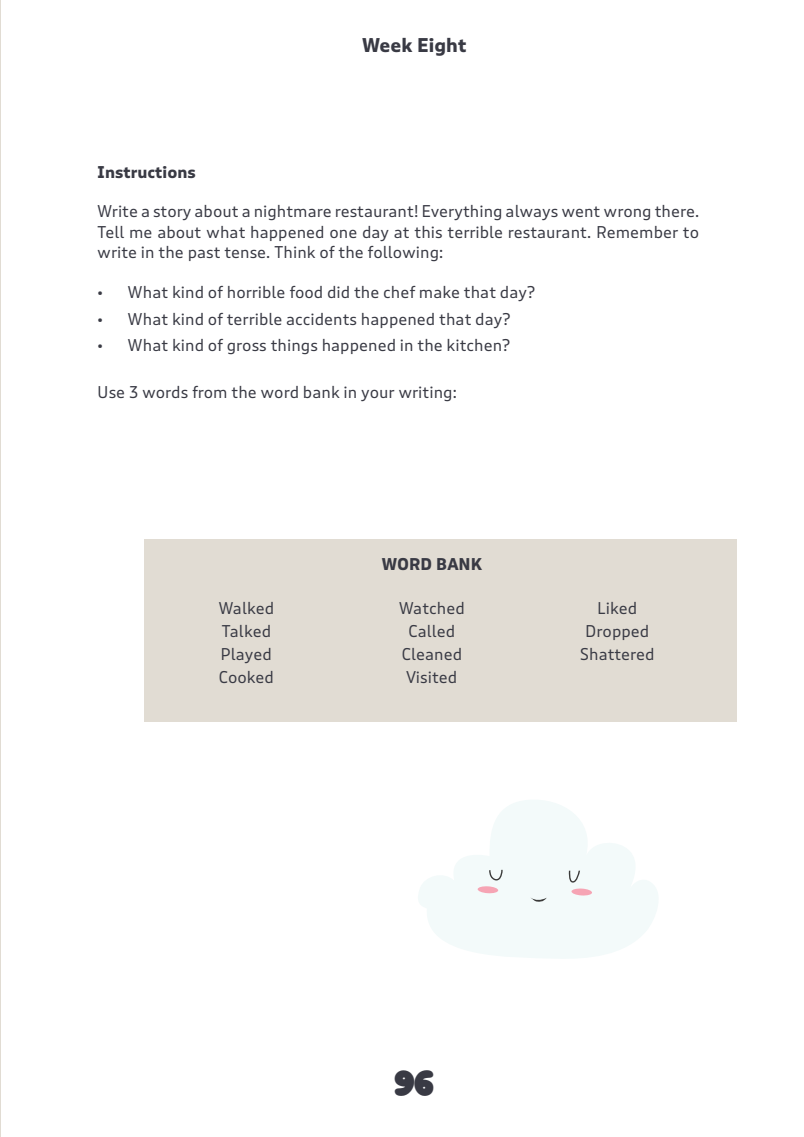 Week Eight
Instructions
Write a story about a nightmare restaurant! Everything always went wrong there.
Tell me about what happened one day at this terrible restaurant. Remember to
write in the past tense. Think of the following:
• What kind of horrible food did the chef make that day?
• What kind of terrible accidents happened that day?
• What kind of gross things happened in the kitchen?
Use 3 words from the word bank in your writing:
WORD BANK
Walked Watched Liked
Talked Called Dropped
Played Cleaned Shattered
Cooked Visited
96